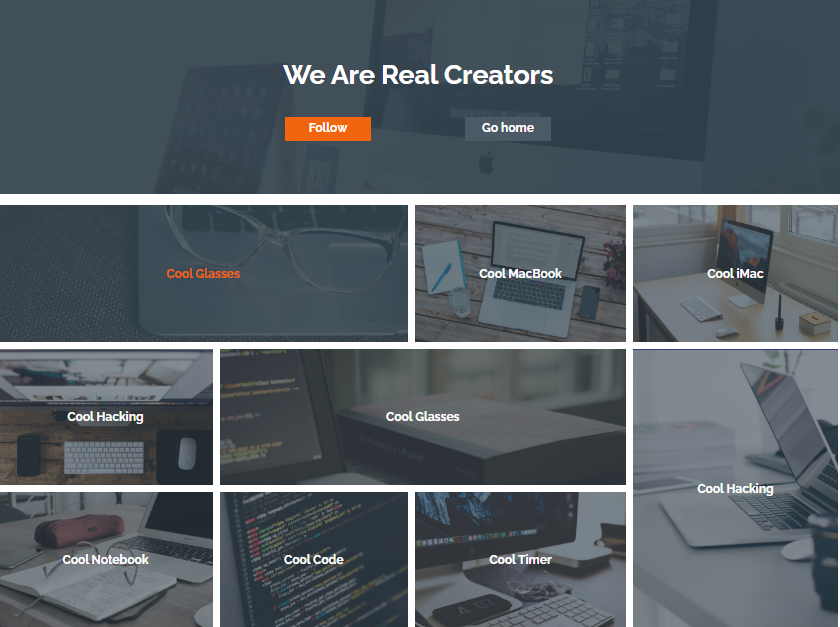 We Are Real Creators
Follow
Go home
Cool Glasses
Cool MacBook
Cool iMac
Cool Hacking
Cool Glasses
Cool Hacking
Cool Notebook
Cool Code
Cool Timer